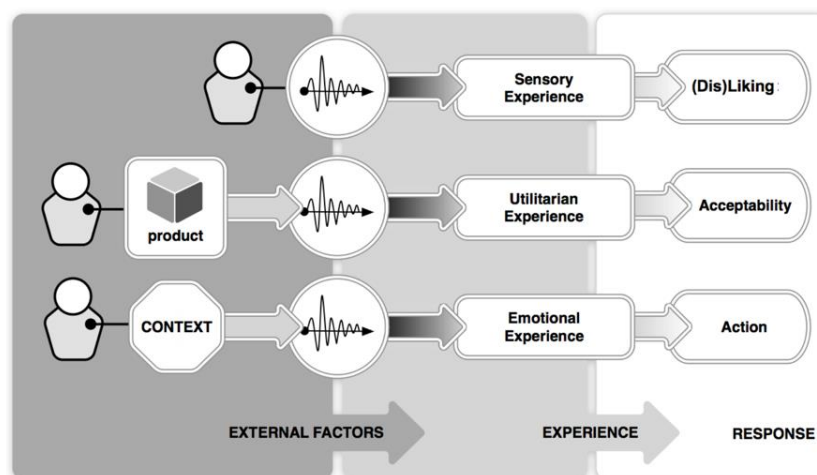 Sensory
Experience
(Dis)Liking
product
Utilitarian
Experience
Acceptability
CONTEXT
Emotional
Experience
Action
EXTERNAL FACTORS
EXPERIENCE
RESPONSE